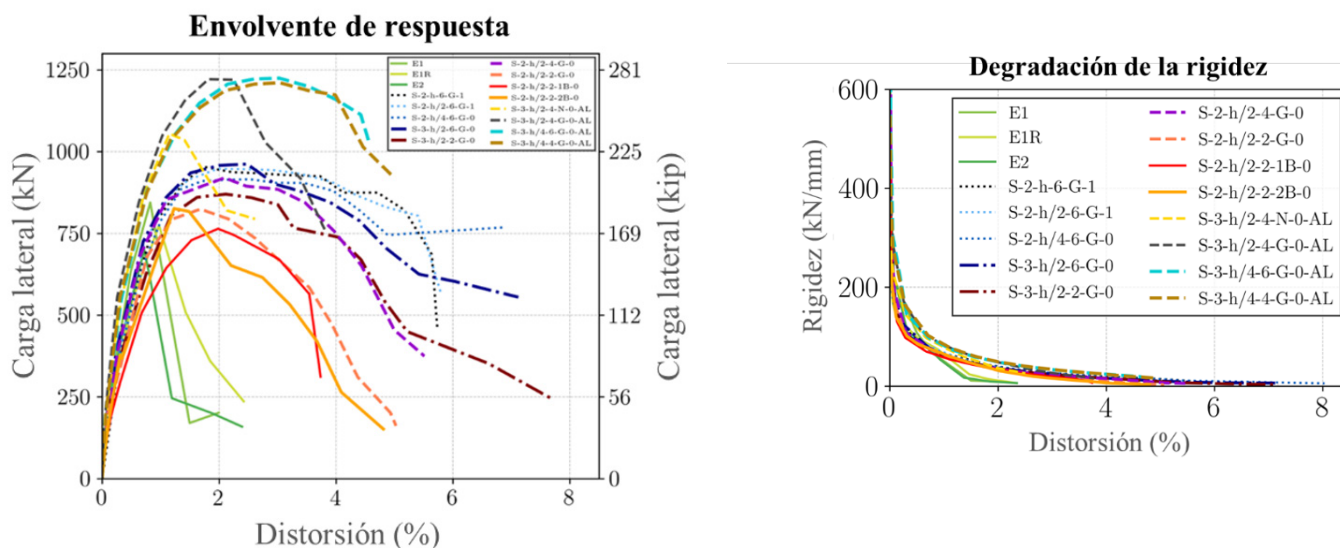 Envolvente de respuesta
1250
1000
750
500
250
0
Carga lateral (kN)
0 2 4 6 8
Distorsión (%)
281
225
169
112
56
0
Carga lateral (kip)
E1
E1R
E2
S-2-h-6-G-1
S-2-h/2-6-G-1
S-2-h/4-6-G-0
S-3-h/2-6-G-0
S-3-h/2-2-G-0
S-2-h/2-4-G-0
S-2-h/2-2-G-0
S-2-h/2-2-1B-0
S-2-h/2-2-2B-0
S-3-h/2-4-N-0-AL
S-3-h/2-4-G-0-AL
S-3-h/4-6-G-0-AL
S-3-h/4-4-G-0-AL
Degradación de la rigidez
600
400
200
0
Rigidez (kN/mm)
0 2 4 6 8
Distorsión (%)
E1
E1R
E2
S-2-h-6-G-1
S-2-h/2-6-G-1
S-2-h/4-6-G-0
S-3-h/2-6-G-0
S-3-h/2-2-G-0
S-2-h/2-4-G-0
S-2-h/2-2-G-0
S-2-h/2-2-1B-0
S-2-h/2-2-2B-0
S-3-h/2-4-N-0-AL
S-3-h/2-4-G-0-AL
S-3-h/4-6-G-0-AL
S-3-h/4-4-G-0-AL